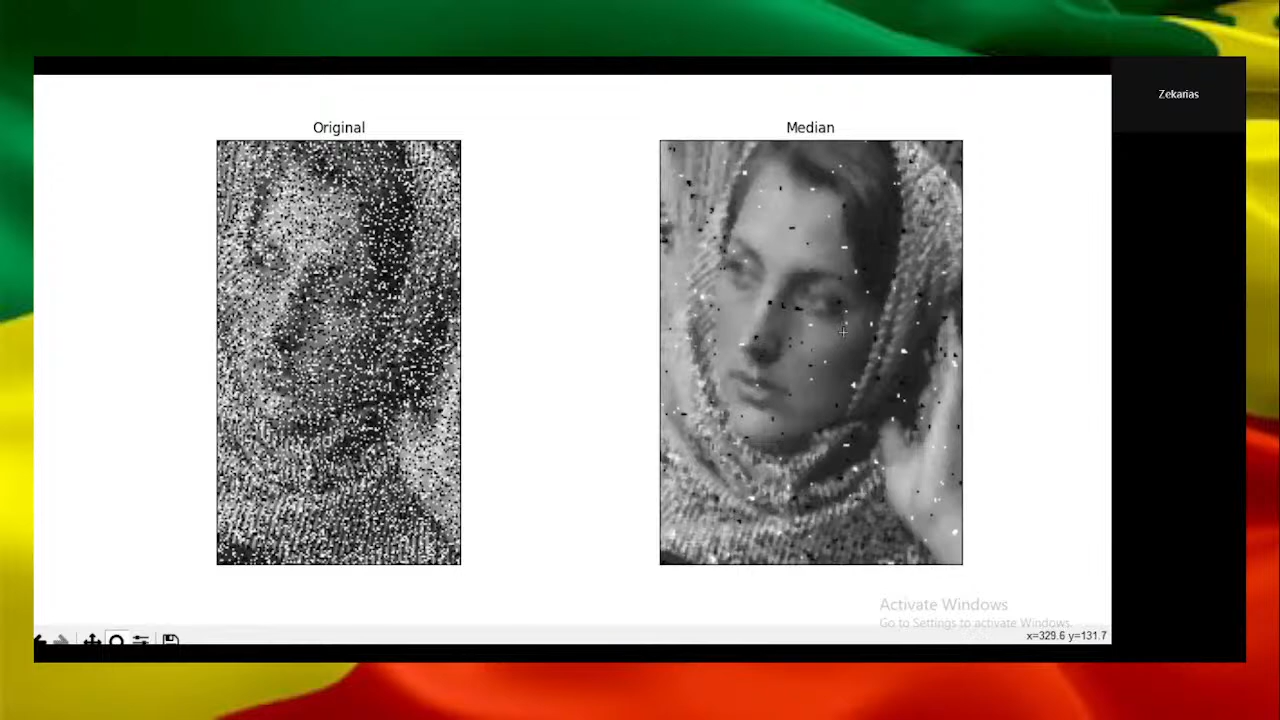 Zekarias
Original
Median
Activate Windows
Go to Settings to activate Windows.
x=329.6 y=131.7